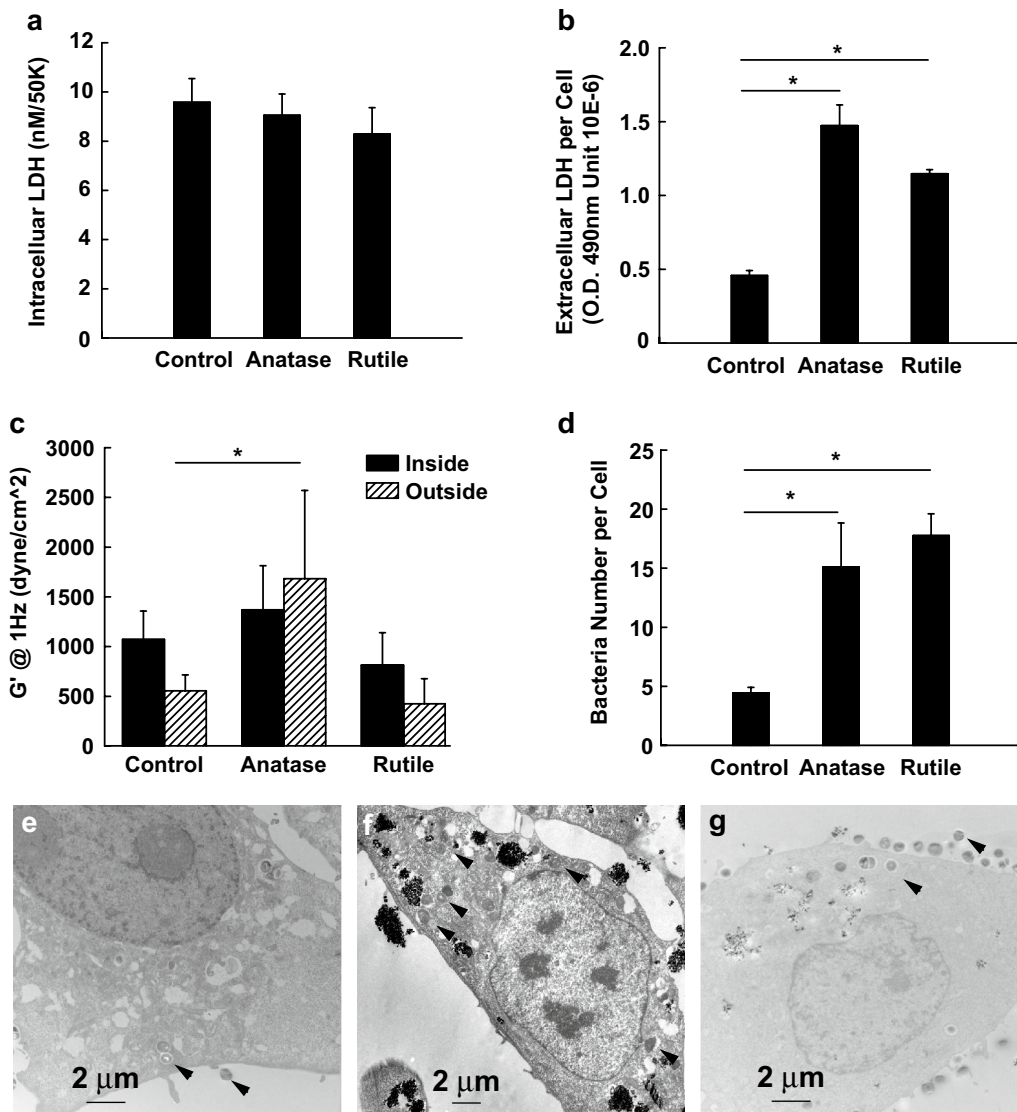 a
Intracelluar LDH (nM/50K)
12
10
8
6
4
2
0
Control Anatase Rutile
b
Extracelluar LDH per Cell
(O.D. 490nm Unit 10E-6)
2.0
1.5
1.0
0.5
0
*
*
Control Anatase Rutile
c
G' @ 1Hz (dyne/cm^2)
3000
2500
2000
1500
1000
500
0
*
Inside
Outside
Control Anatase Rutile
d
Bacteria Number per Cell
25
20
15
10
5
0
*
*
Control Anatase Rutile
e
2 μm
f
2 μm
g
2 μm